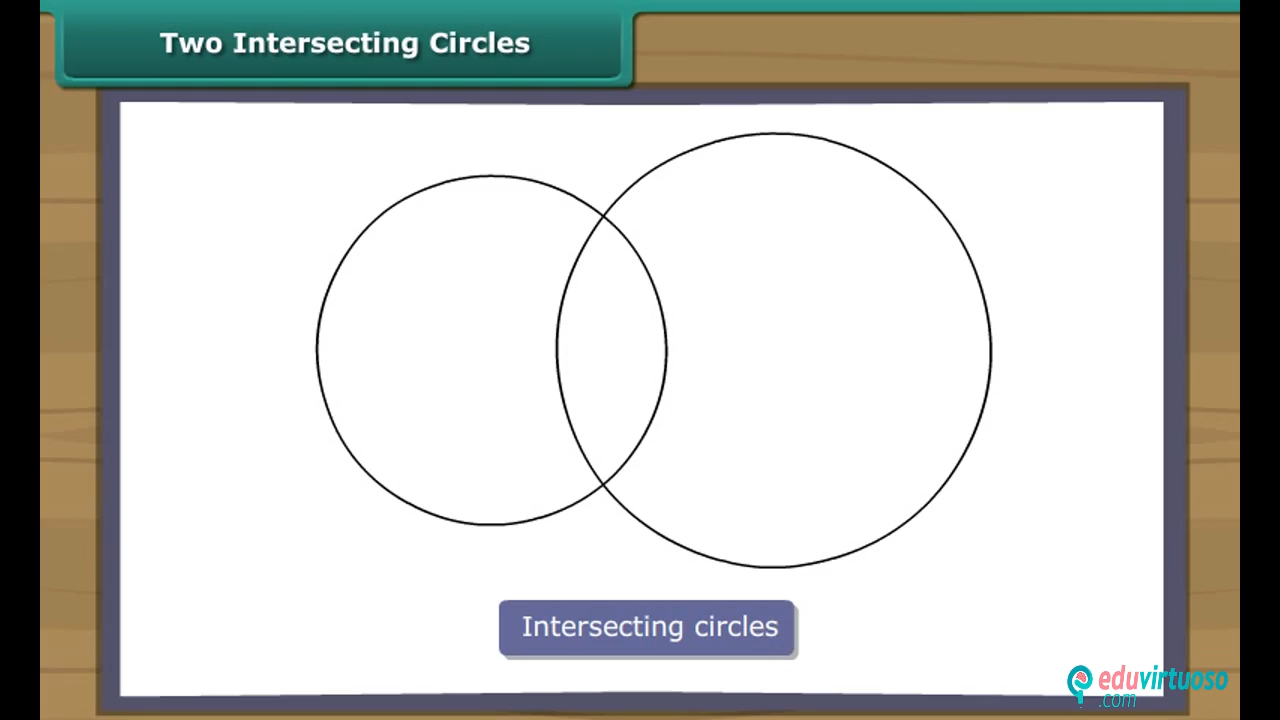 Two Intersecting Circles
Intersecting circles
eduvirtuoso
.com